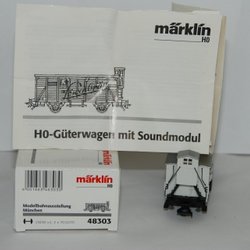 märklin
H0
H0-Güterwagen mit Soundmodul
märklin
H0
Modellbahnausstellung
München
48303